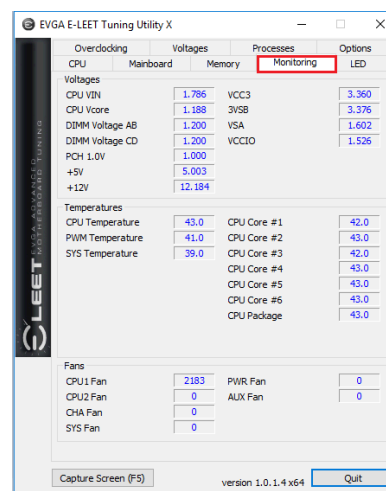 EVGA E-LEET Tuning Utility X
Overclocking Voltages Processes Options
CPU Mainboard Memory Monitoring LED
Voltages
CPU VIN 1.786 VCC3 3.360
CPU Vcore 1.188 3VSB 3.376
DIMM Voltage AB 1.200 VSA 1.602
DIMM Voltage CD 1.200 VCCIO 1.526
PCH 1.0V 1.000
+5V 5.003
+12V 12.184
Temperatures
CPU Temperature 43.0 CPU Core #1 42.0
PWM Temperature 41.0 CPU Core #2 43.0
SYS Temperature 39.0 CPU Core #3 42.0
CPU Core #4 43.0
CPU Core #5 43.0
CPU Core #6 43.0
CPU Package 43.0
Fans
CPU1 Fan 2183 PWR Fan 0
CPU2 Fan 0 AUX Fan 0
CHA Fan 0
SYS Fan 0
Capture Screen (F5) version 1.0.1.4 x64 Quit
ELEET
EVGA ADVANCED
MOTHERBOARD TUNING